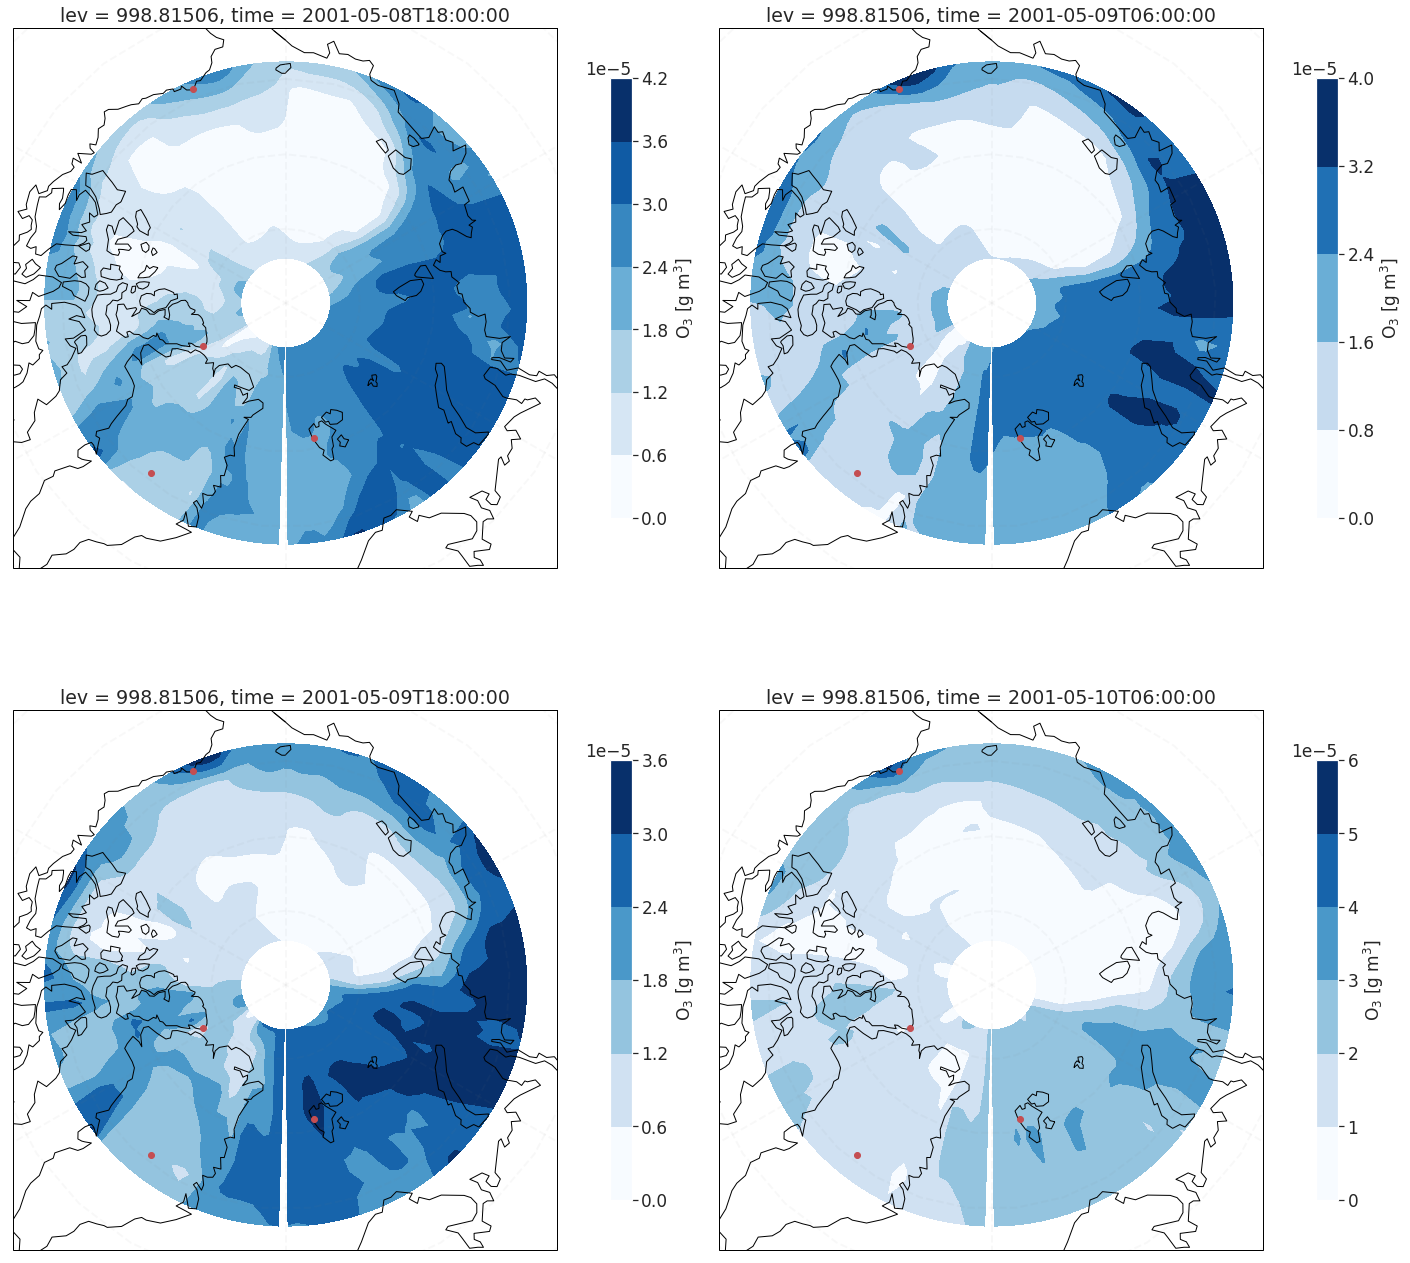 lev = 998.81506, time = 2001-05-08T18:00:00
1e−5
4.2
3.6
3.0
2.4
1.8
1.2
0.6
0.0
O₃ [g m³]
lev = 998.81506, time = 2001-05-09T06:00:00
1e−5
4.0
3.2
2.4
1.6
0.8
0.0
O₃ [g m³]
lev = 998.81506, time = 2001-05-09T18:00:00
1e−5
3.6
3.0
2.4
1.8
1.2
0.6
0.0
O₃ [g m³]
lev = 998.81506, time = 2001-05-10T06:00:00
1e−5
6
5
4
3
2
1
0
O₃ [g m³]